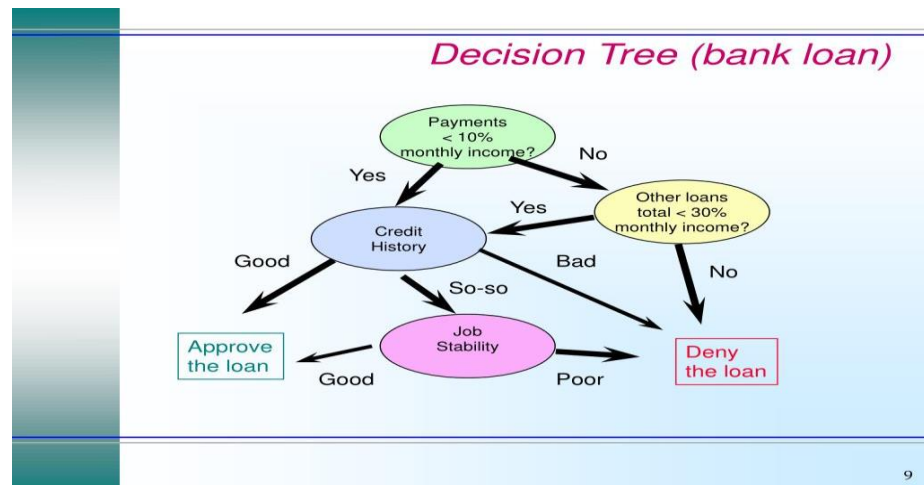 Decision Tree (bank loan)
Payments
< 10%
monthly income?
Yes
No
Other loans
total < 30%
monthly income?
Yes
No
Credit
History
Good
So-so
Bad
Job
Stability
Good
Poor
Approve
the loan
Deny
the loan
9